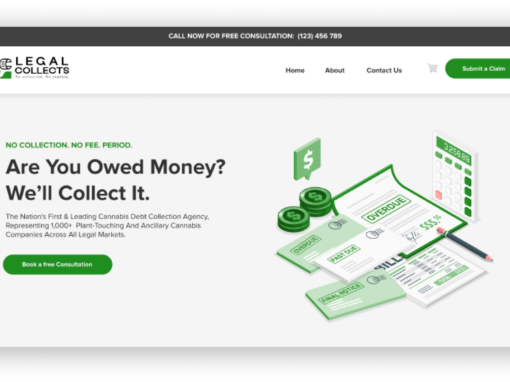 CALL NOW FOR FREE CONSULTATION: (123) 456 789
LEGAL
COLLECTS
No collection. No Expense.
Home
About
Contact Us
Submit a Claim
NO COLLECTION. NO FEE, PERIOD.
Are You Owed Money?
We'll Collect It.
The Nation's First & Leading Cannabis Debt Collection Agency,
Representing 1,000+ Plant-Touching And Ancillary Cannabis
Companies Across All Legal Markets.
Book a free Consultation
OVERDUE
OVERDUE
PAST DUE
BILL
FINAL NOTICE